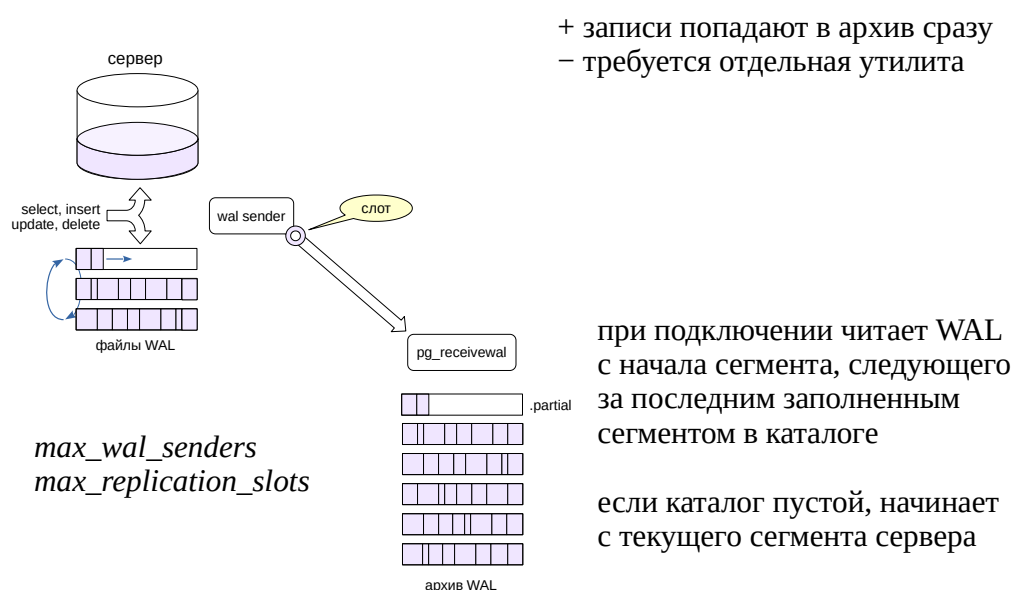 + записи попадают в архив сразу
− требуется отдельная утилита
сервер
select, insert
update, delete
wal sender
слот
файлы WAL
pg_receivewal
.partial
при подключении читает WAL
с начала сегмента, следующего
за последним заполненным
сегментом в каталоге
max_wal_senders
max_replication_slots
если каталог пустой, начинает
с текущего сегмента сервера
архив WAL